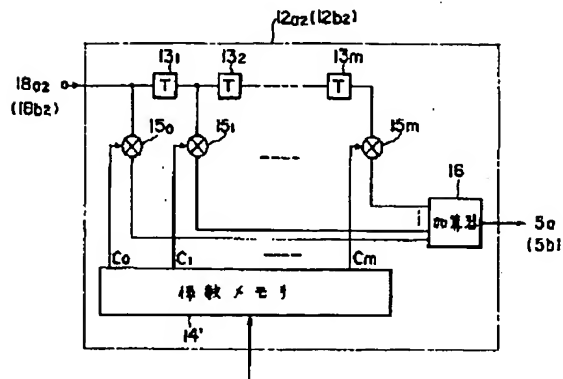 12a2 (12b2)
13₁ 13₂ 13m
18a2
(18b2)
T T T
15₀ 15₁ 15m
16
加算器
5a
(5b)
C₀ C₁ Cm
係数メモリ
14'